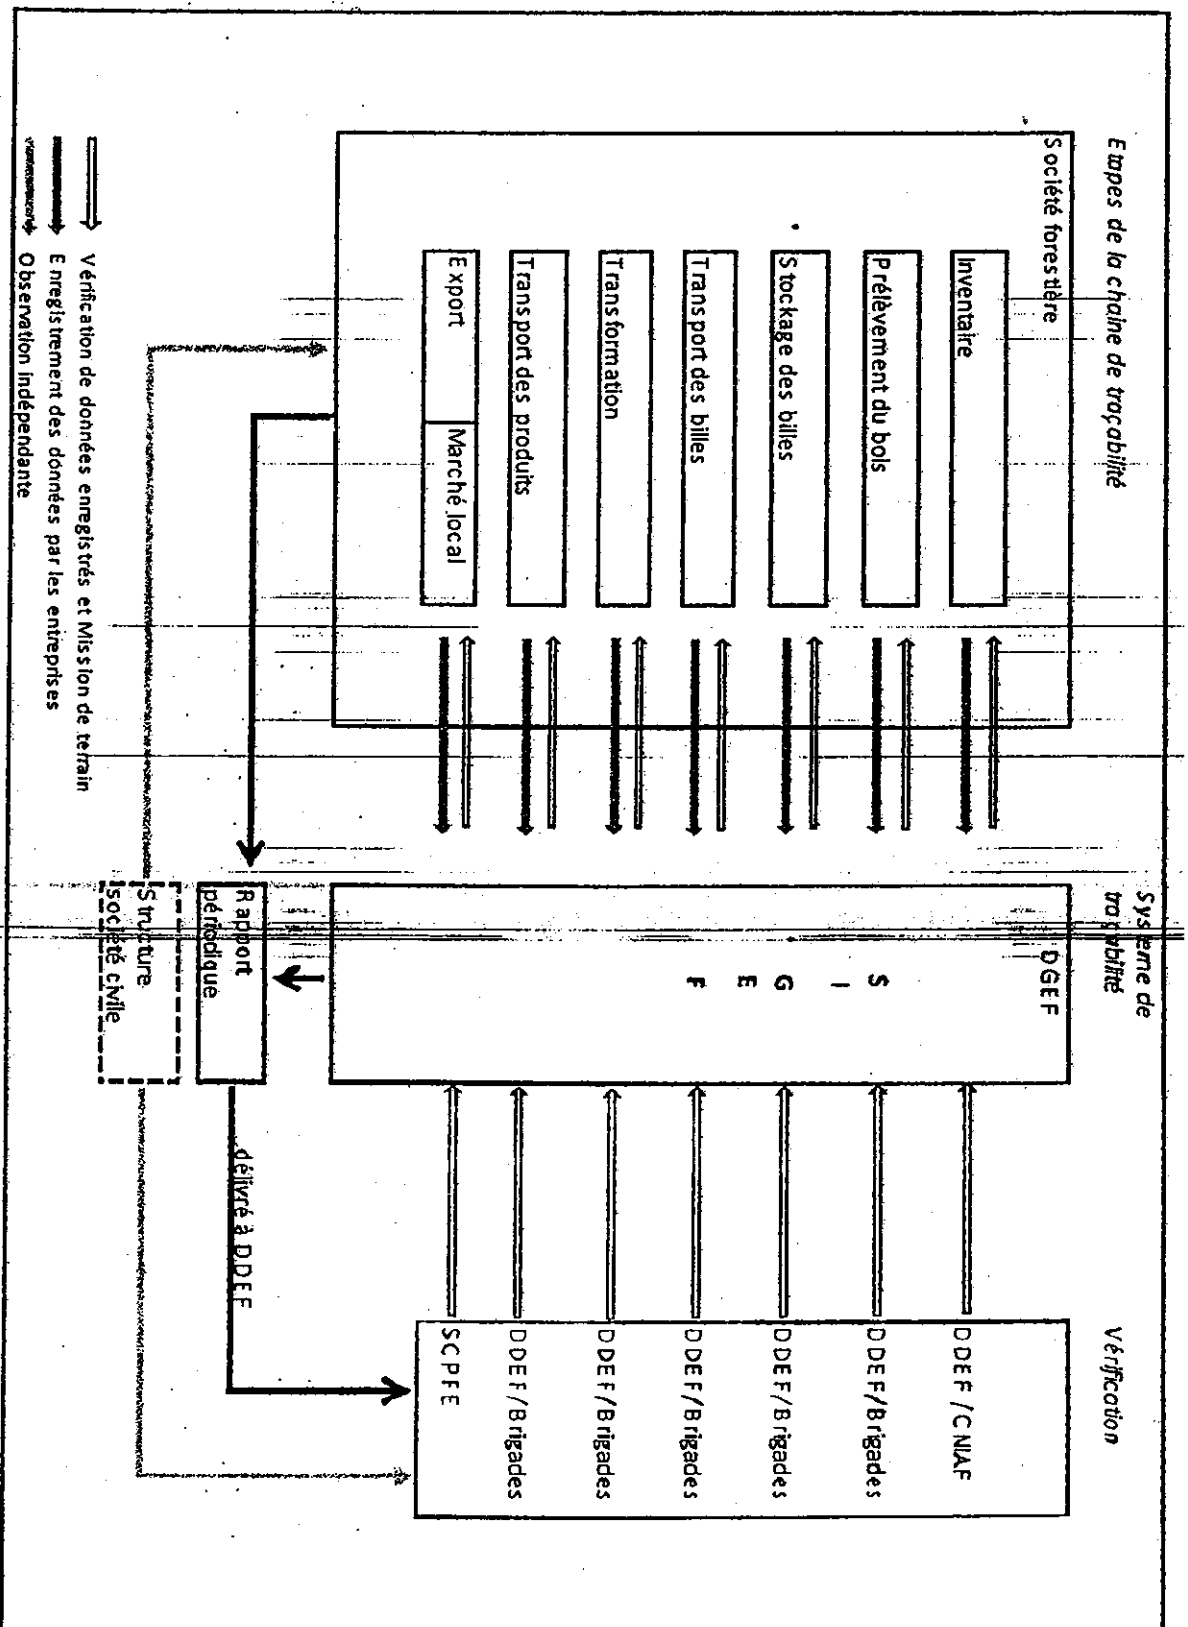 Etapes de la chaine de traçabilité
Système de
traçabilité
Vérification
Société forestière
DGEF
Inventaire
DDEF / CNIAF
Prélèvement du bois
DDEF/Brigades
Stockage des billes
DDEF/Brigades
Transport des billes
DDEF/Brigades
Transformation
DDEF/Brigades
Transport des produits
DDEF/Brigades
Export
Marché local
SCPFE
S I G E F
Rapport
périodique
délivré à DDEF
Structure
société civile
Vérification de données enregistrés et Mission de terrain
Enregistrement des données par les entreprises
Observation indépendante